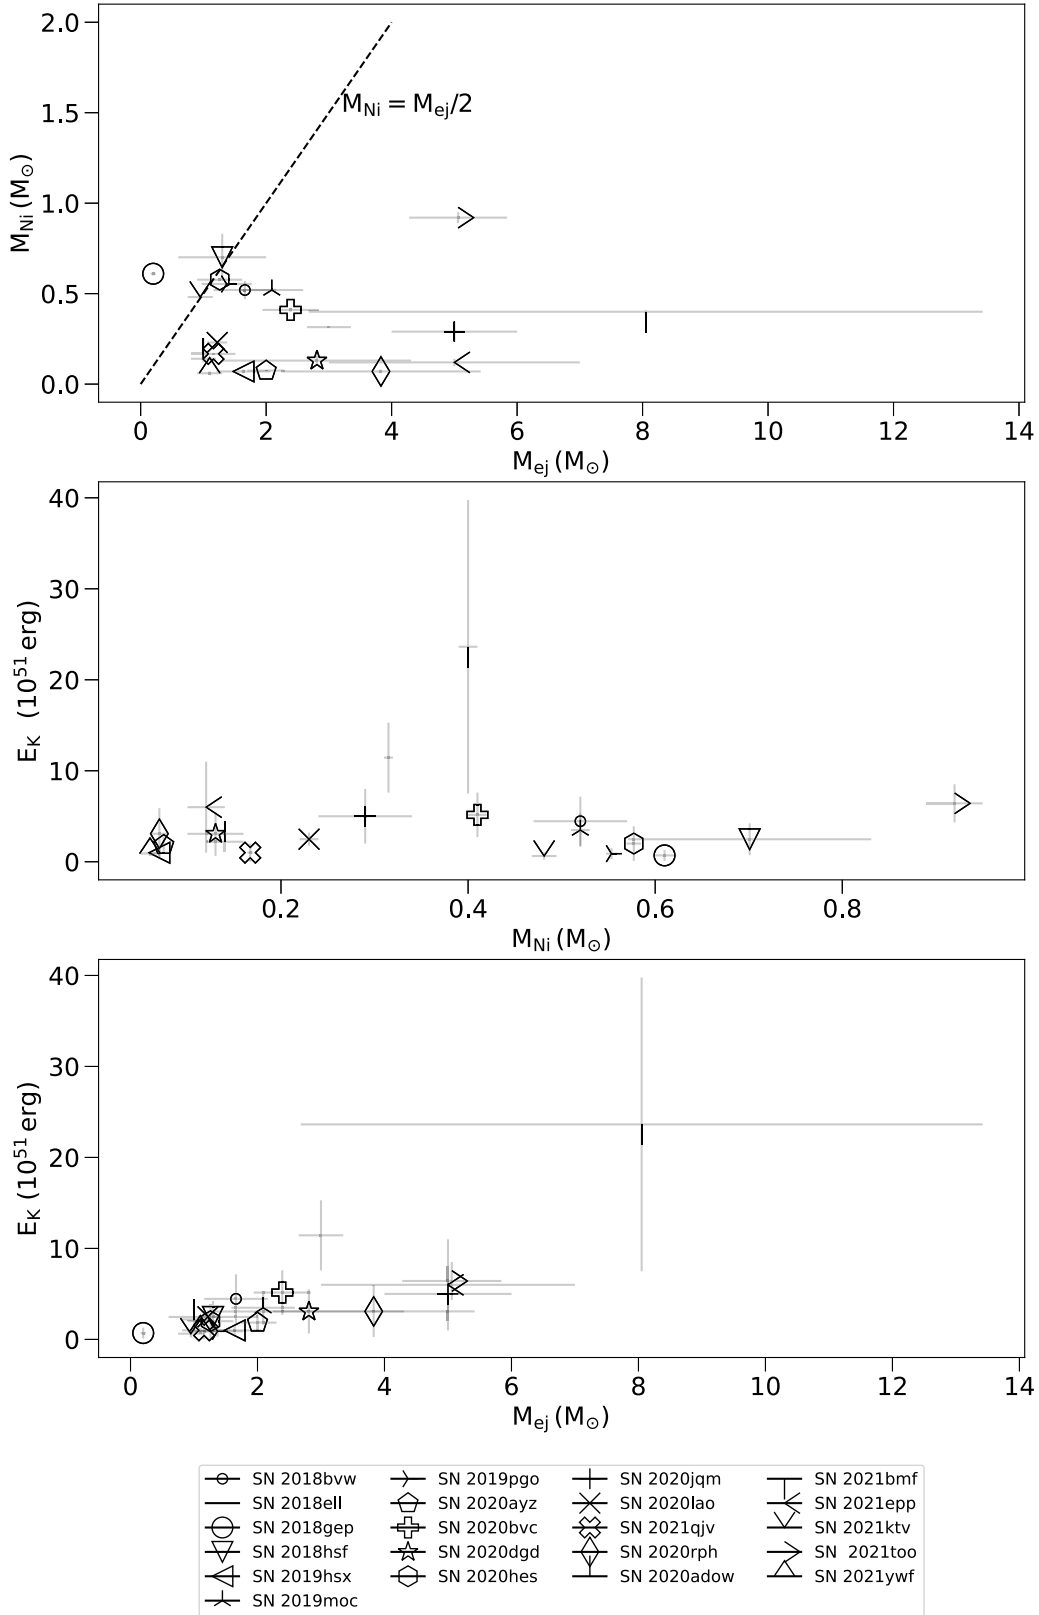 2.0
1.5
1.0
0.5
0.0
M_Ni (M_⊙)
M_Ni = M_ej/2
0 2 4 6 8 10 12 14
M_ej (M_⊙)
40
30
20
10
0
E_K (10^51 erg)
0.2 0.4 0.6 0.8
M_Ni (M_⊙)
40
30
20
10
0
E_K (10^51 erg)
0 2 4 6 8 10 12 14
M_ej (M_⊙)
SN 2018bvw SN 2019pgo SN 2020jqm SN 2021bmf
SN 2018ell SN 2020ayz SN 2020lao SN 2021epp
SN 2018gep SN 2020bvc SN 2021qjv SN 2021ktv
SN 2018hsf SN 2020dgd SN 2020rph SN 2021too
SN 2019hsx SN 2020hes SN 2020adow SN 2021ywf
SN 2019moc